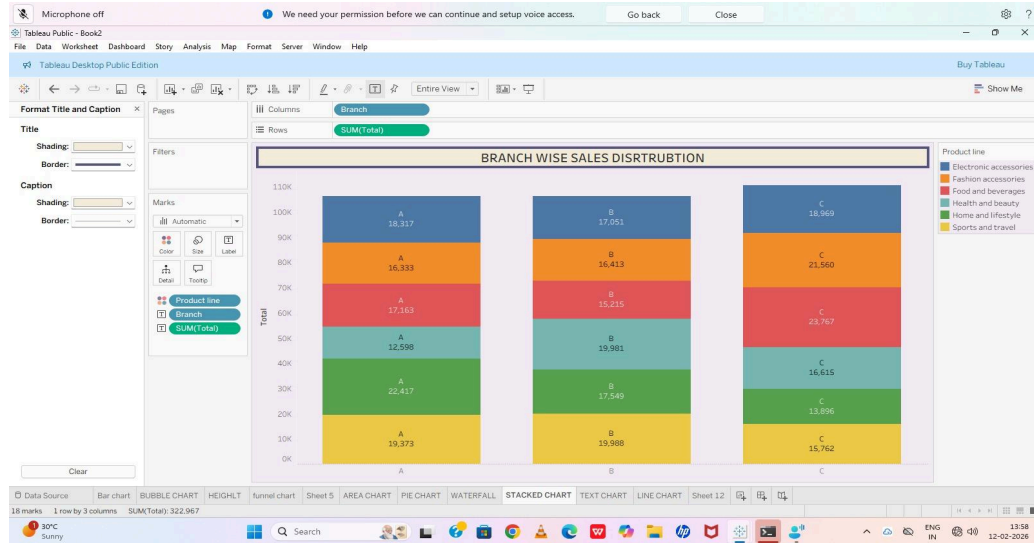 Microphone off
We need your permission before we can continue and setup voice access.
Go back
Close
Tableau Public - Book2
File Data Worksheet Dashboard Story Analysis Map Format Server Window Help
Tableau Desktop Public Edition
Buy Tableau
Entire View
Show Me
Format Title and Caption
Title
Shading:
Border:
Caption
Shading:
Border:
Clear
Pages
Filters
Marks
Automatic
Color Size Label
Detail Tooltip
Product line
Branch
SUM(Total)
Columns
Branch
Rows
SUM(Total)
BRANCH WISE SALES DISRTRUBTION
Total
110K
100K
90K
80K
70K
60K
50K
40K
30K
20K
10K
0K
A
18,317
A
16,333
A
17,163
A
12,598
A
22,417
A
19,373
A
B
17,051
B
16,413
B
15,215
B
19,981
B
17,549
B
19,988
B
C
18,969
C
21,560
C
23,767
C
16,615
C
13,896
C
15,762
C
Product line
Electronic accessories
Fashion accessories
Food and beverages
Health and beauty
Home and lifestyle
Sports and travel
Data Source Bar chart BUBBLE CHART HEIGHLT funnel chart Sheet 5 AREA CHART PIE CHART WATERFALL STACKED CHART TEXT CHART LINE CHART Sheet 12
18 marks 1 row by 3 columns SUM(Total): 322,967
30°C
Sunny
Search
ENG
IN
13:58
12-02-2026